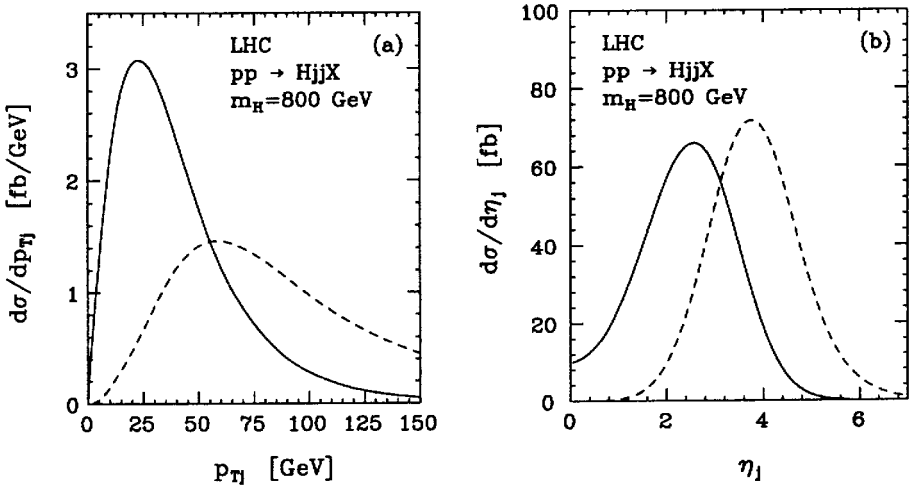 (a)
LHC
pp → HjjX
m_H=800 GeV
dσ/dp_Tj [fb/GeV]
3
2
1
0
0 25 50 75 100 125 150
p_Tj [GeV]
(b)
LHC
pp → HjjX
m_H=800 GeV
dσ/dη_j [fb]
100
80
60
40
20
0
0 2 4 6
η_j